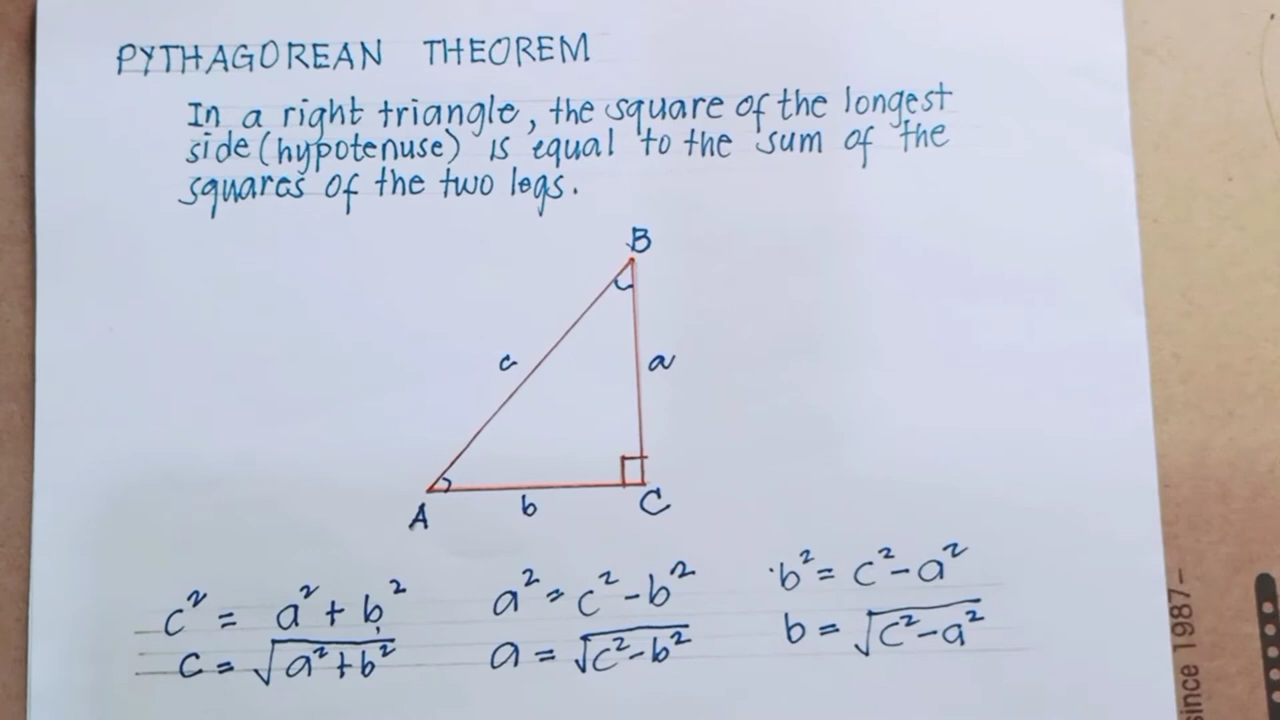 PYTHAGOREAN THEOREM
In a right triangle, the square of the longest
side (hypotenuse) is equal to the sum of the
squares of the two legs.
B
c
a
A
b
C
c² = a² + b²
a² = c² - b²
b² = c² - a²
c = √a² + b²
a = √c² - b²
b = √c² - a²
since 1987-